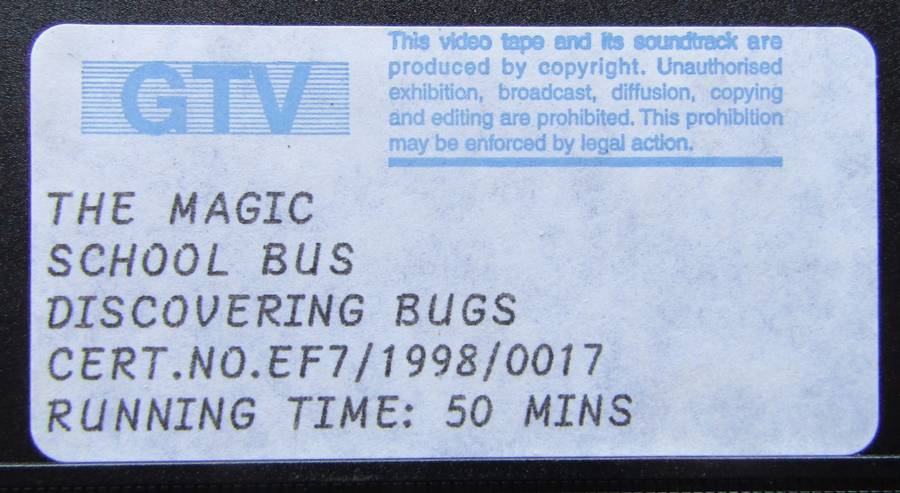 GTV
This video tape and its soundtrack are
produced by copyright. Unauthorised
exhibition, broadcast, diffusion, copying
and editing are prohibited. This prohibition
may be enforced by legal action.
THE MAGIC
SCHOOL BUS
DISCOVERING BUGS
CERT.NO.EF7/1998/0017
RUNNING TIME: 50 MINS